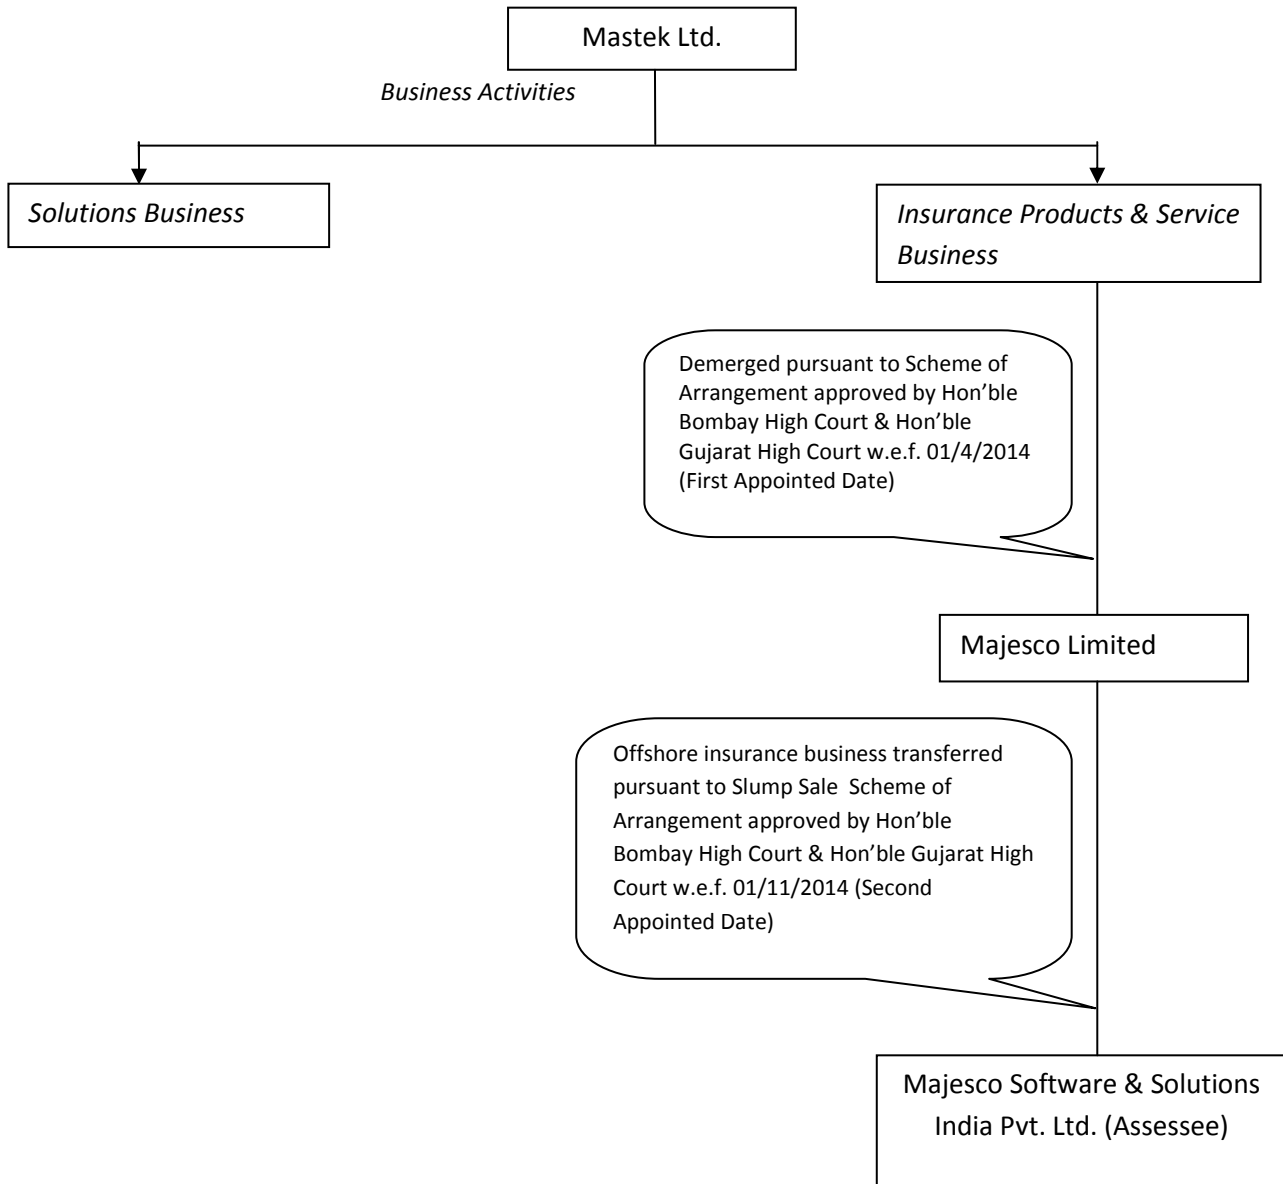 Mastek Ltd.
Business Activities
Solutions Business
Insurance Products & Service
Business
Demerged pursuant to Scheme of
Arrangement approved by Hon’ble
Bombay High Court & Hon’ble
Gujarat High Court w.e.f. 01/4/2014
(First Appointed Date)
Majesco Limited
Offshore insurance business transferred
pursuant to Slump Sale Scheme of
Arrangement approved by Hon’ble
Bombay High Court & Hon’ble Gujarat High
Court w.e.f. 01/11/2014 (Second
Appointed Date)
Majesco Software & Solutions
India Pvt. Ltd. (Assessee)